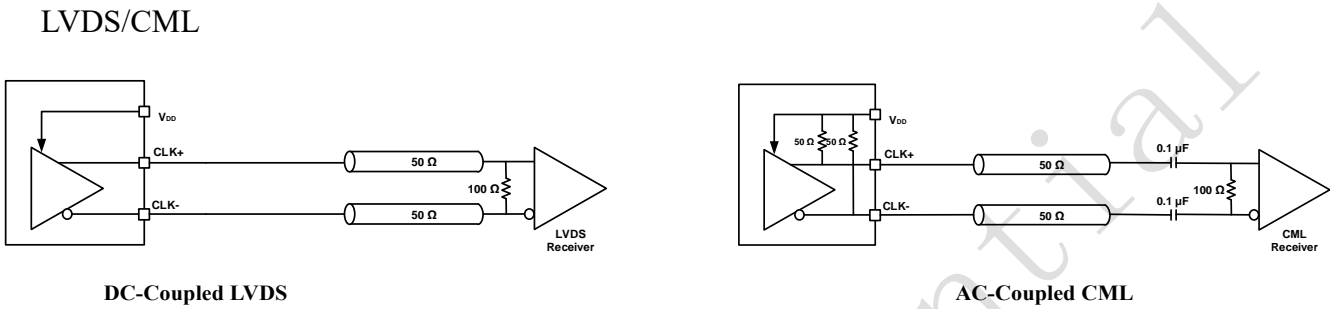 LVDS/CML
VDD
CLK+
50 Ω
100 Ω
CLK-
50 Ω
LVDS
Receiver
DC-Coupled LVDS
VDD
50 Ω
50 Ω
CLK+
0.1 µF
50 Ω
100 Ω
0.1 µF
CLK-
50 Ω
CML
Receiver
AC-Coupled CML
ntial